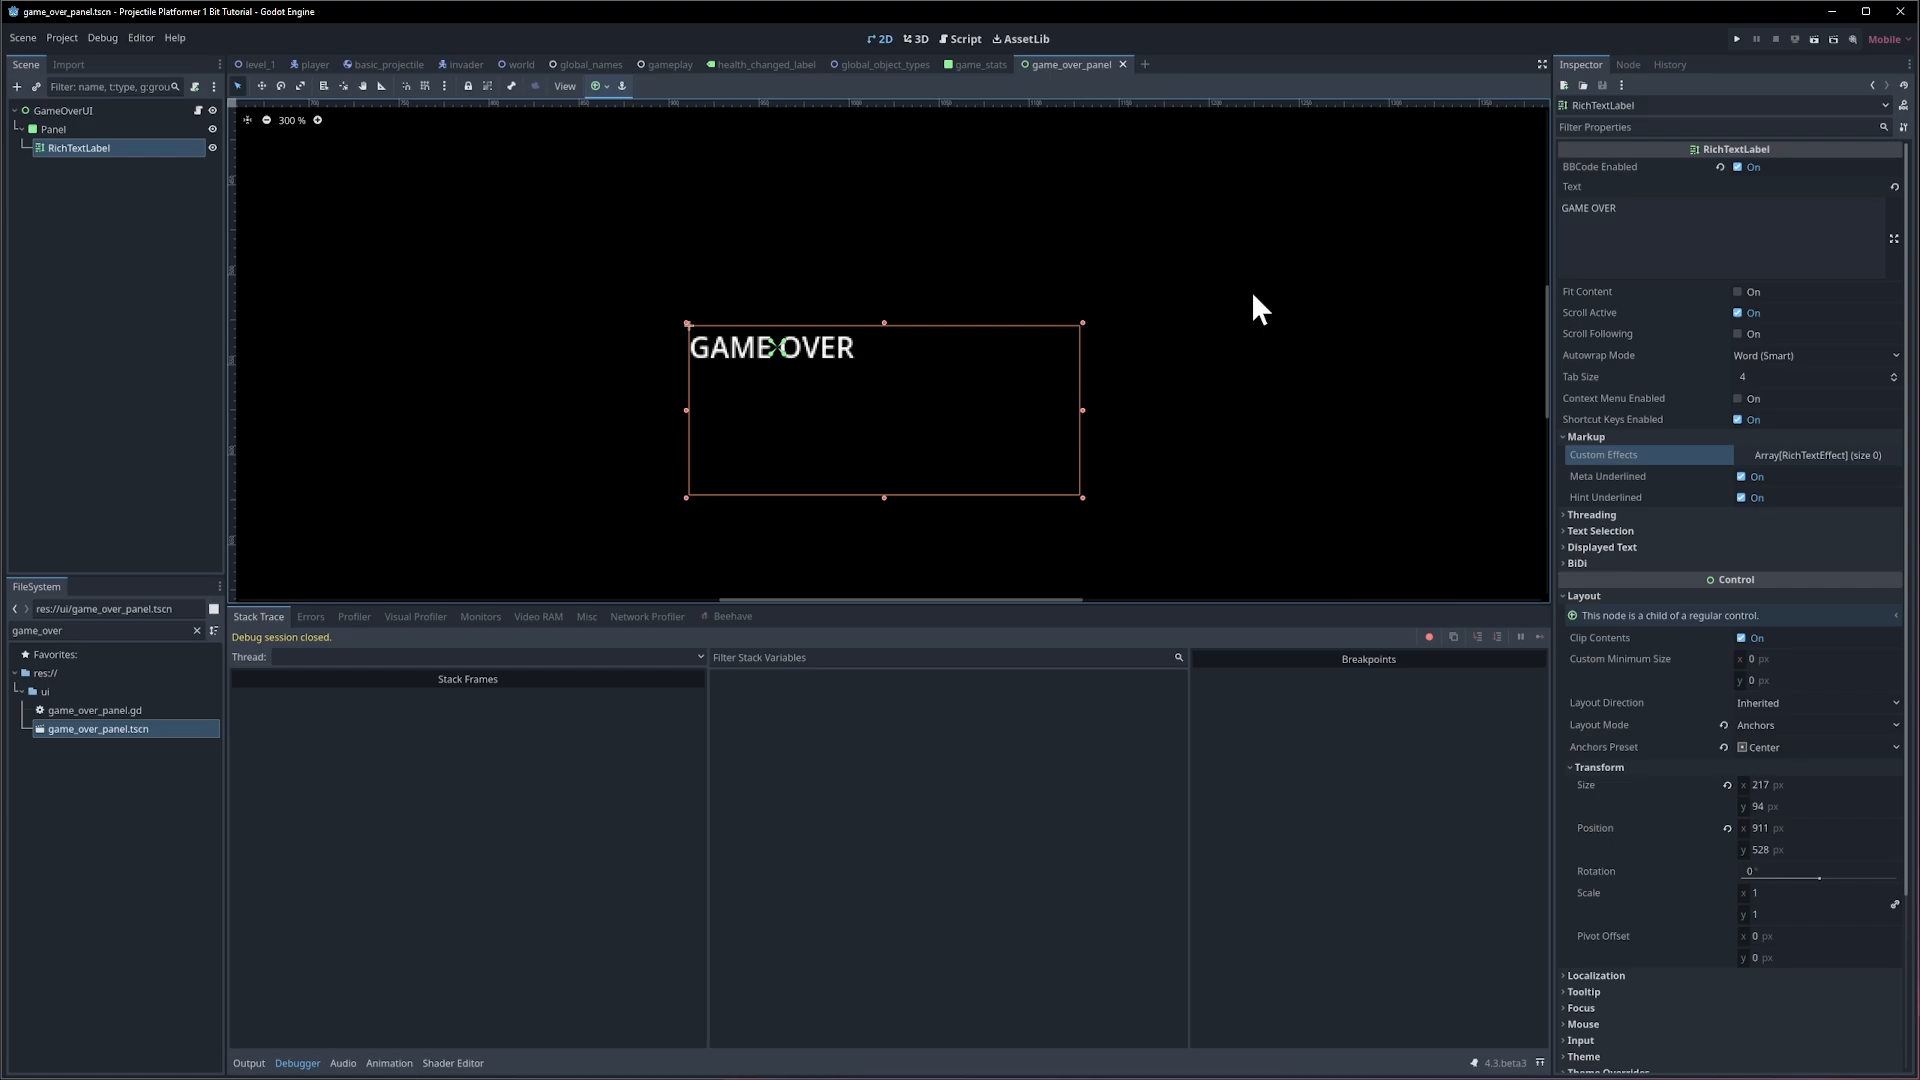 game_over_panel.tscn - Projectile Platformer 1 Bit Tutorial - Godot Engine
Scene Project Debug Editor Help
2D 3D Script AssetLib
Mobile
Scene Import
level_1 player basic_projectile invader world global_names gameplay health_changed_label global_object_types game_stats game_over_panel
Inspector Node History
Filter: name, t:type, g:grou
View
GameOverUI
Panel
RichTextLabel
300 %
GAME OVER
RichTextLabel
Filter Properties
RichTextLabel
BBCode Enabled On
Text
GAME OVER
Fit Content On
Scroll Active On
Scroll Following On
Autowrap Mode Word (Smart)
Tab Size 4
Context Menu Enabled On
Shortcut Keys Enabled On
Markup
Custom Effects Array[RichTextEffect] (size 0)
Meta Underlined On
Hint Underlined On
Threading
Text Selection
Displayed Text
BiDi
Control
Layout
This node is a child of a regular control.
Clip Contents On
Custom Minimum Size x 0 px
y 0 px
Layout Direction Inherited
Layout Mode Anchors
Anchors Preset Center
Transform
Size x 217 px
y 94 px
Position x 911 px
y 528 px
Rotation 0 °
Scale x 1
y 1
Pivot Offset x 0 px
y 0 px
Localization
Tooltip
Focus
Mouse
Input
Theme
Theme Overrides
FileSystem
res://ui/game_over_panel.tscn
game_over
Favorites:
res://
ui
game_over_panel.gd
game_over_panel.tscn
Stack Trace Errors Profiler Visual Profiler Monitors Video RAM Misc Network Profiler Beehave
Debug session closed.
Thread:
Filter Stack Variables
Breakpoints
Stack Frames
Output Debugger Audio Animation Shader Editor
4.3.beta3